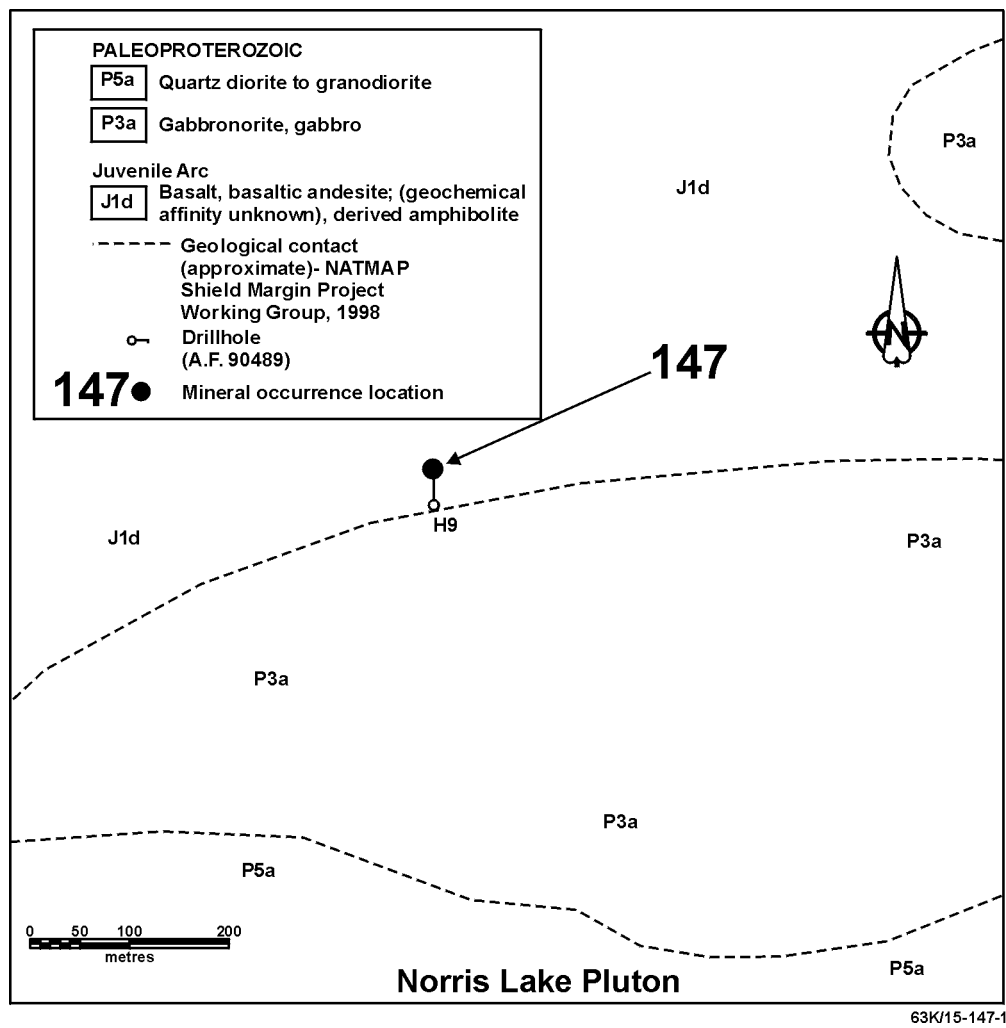 PALEOPROTEROZOIC
P5a Quartz diorite to granodiorite
P3a Gabbronorite, gabbro
Juvenile Arc
J1d Basalt, basaltic andesite; (geochemical
affinity unknown), derived amphibolite
Geological contact
(approximate)- NATMAP
Shield Margin Project
Working Group, 1998
Drillhole
(A.F. 90489)
147 Mineral occurrence location
P3a
J1d
N
147
H9
J1d
P3a
P3a
P3a
P5a
0 50 100 200
metres
P5a
Norris Lake Pluton
63K/15-147-1